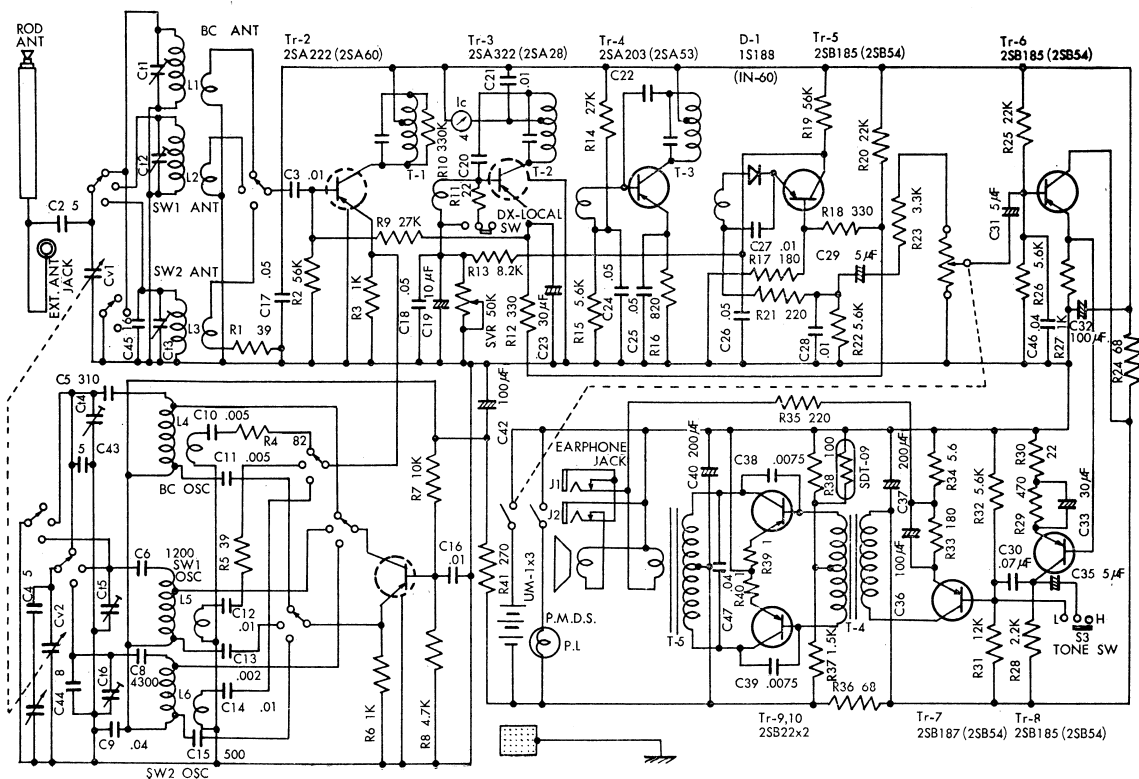 ROD
ANT
BC ANT
Tr-2
2SA222 (2SA60)
Tr-3
2SA322 (2SA28)
Tr-4
2SA203 (2SA53)
D-1
1S188
(IN-60)
Tr-5
2SB185 (2SB54)
Tr-6
2SB185 (2SB54)
Ct1
L1
Ct2
L2
SW1 ANT
C2 5
EXT. ANT
JACK
Cv1
SW2 ANT
C45
6
Ct3
L3
R1 39
C17 .05
C3 .01
R2 56K
R9 27K
R3 1K
T-1
R10 330K
Ic
4
C21
.01
C20
R11
22
T-2
DX-LOCAL
SW
R13 8.2K
C18 .05
C19 10µF
SVR 50K
R12 330
C23 30µF
C22
R14 27K
T-3
R15 5.6K
C24 .05
C25 .05
R16 820
R19 56K
R20 22K
R18 330
C27 .01
R17 180
C29 5µF
R21 220
C26 .05
C28 .01
R22 5.6K
R23 3.3K
C31 5µF
R25 22K
R26 5.6K
C46 .04
R27 1K
C32
100µF
R24 68
C5 310
Ct4
C43
5
L4
C10 .005
R4 82
C11 .005
BC OSC
R5 39
C6 1200
SW1
OSC
L5
C12
.01
C13
.002
C4 5
Cv2
Ct5
C44 8
Ct6
C8
4300
L6
C14 .01
C9 .04
C15 500
SW2 OSC
R7 10K
C16
.01
R6 1K
R8 4.7K
100µF
C42
R41 270
UM-1x3
P.M.D.S.
P.L
EARPHONE
JACK
J1
J2
R35 220
C40 200µF
C38 .0075
R38 100
SDT-09
T-5
C47 .04
R39 1
R40 1
C39 .0075
T-4
R37 1.5K
R36 68
Tr-9,10
2SB22x2
C37 200µF
R34 5.6
R33 180
100µF
C36
Tr-7
2SB187 (2SB54)
R32 5.6K
R31 12K
C30
.07µF
R28 2.2K
R30 22
R29 470
30µF
C33
C35 5µF
L
H
S3
TONE SW
Tr-8
2SB185 (2SB54)